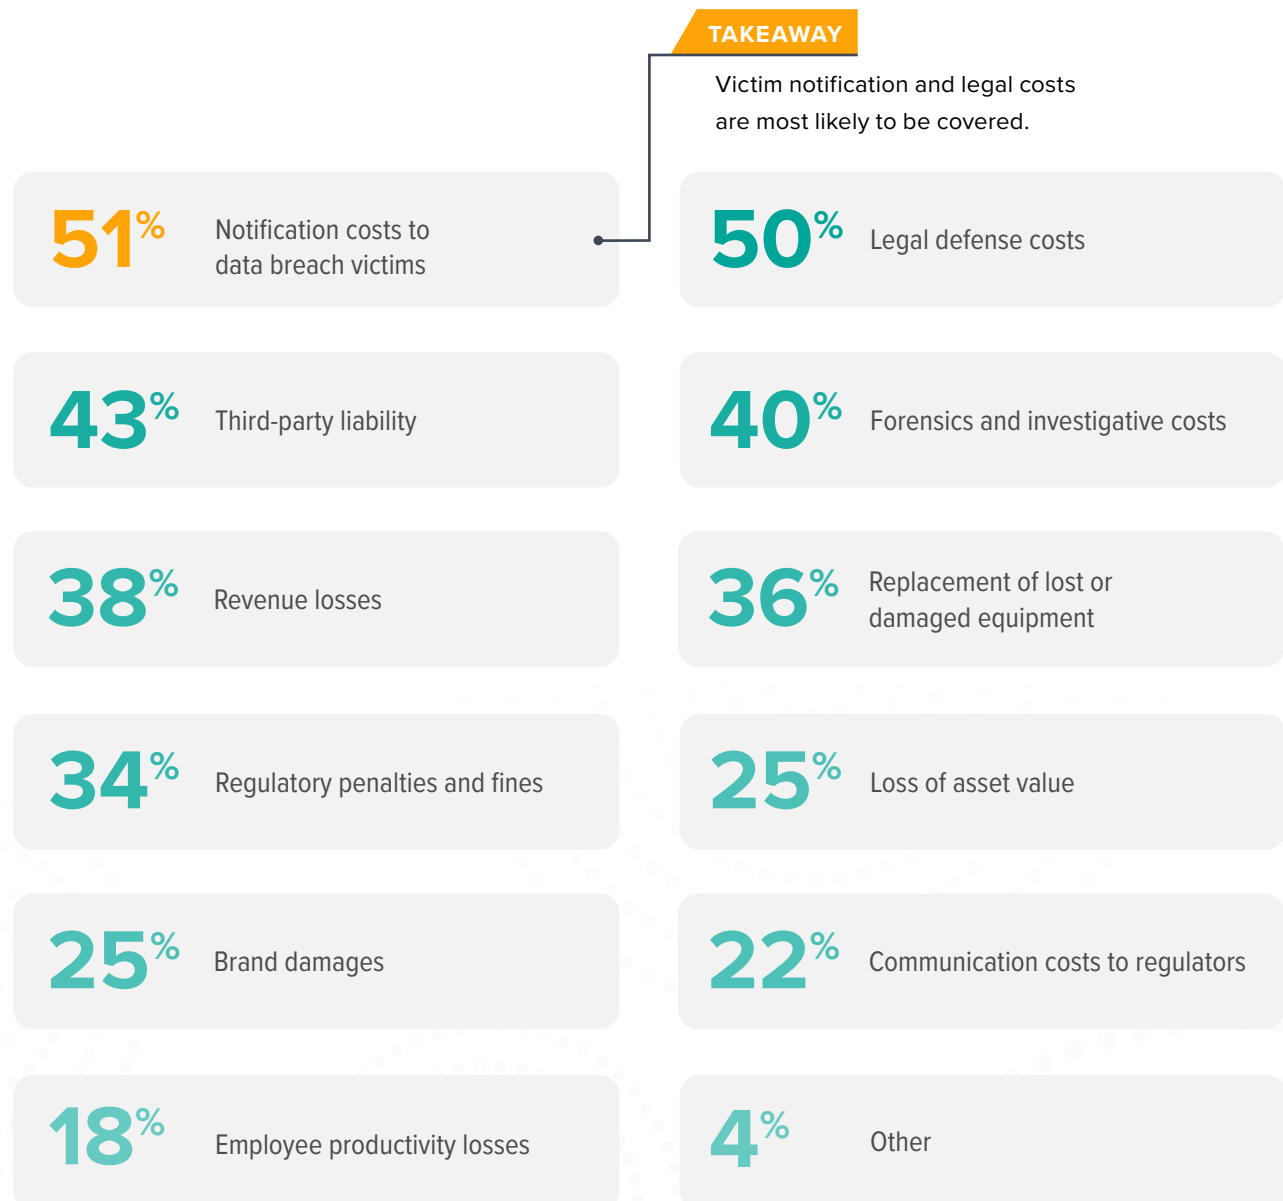 TAKEAWAY
Victim notification and legal costs
are most likely to be covered.
51%
Notification costs to
data breach victims
50%
Legal defense costs
43%
Third-party liability
40%
Forensics and investigative costs
38%
Revenue losses
36%
Replacement of lost or
damaged equipment
34%
Regulatory penalties and fines
25%
Loss of asset value
25%
Brand damages
22%
Communication costs to regulators
18%
Employee productivity losses
4%
Other